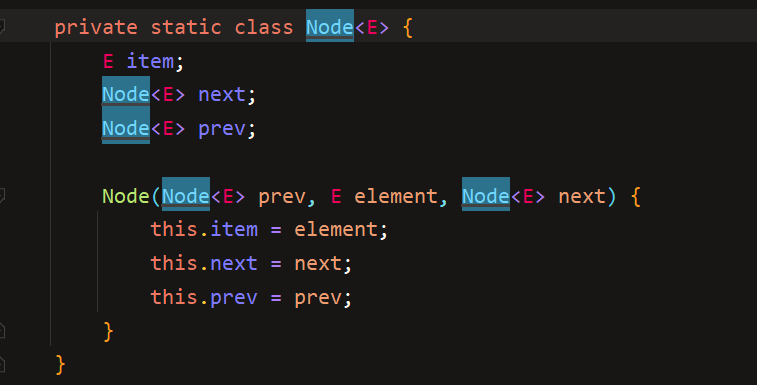 private static class Node<E> {
E item;
Node<E> next;
Node<E> prev;
Node(Node<E> prev, E element, Node<E> next) {
this.item = element;
this.next = next;
this.prev = prev;
}
}